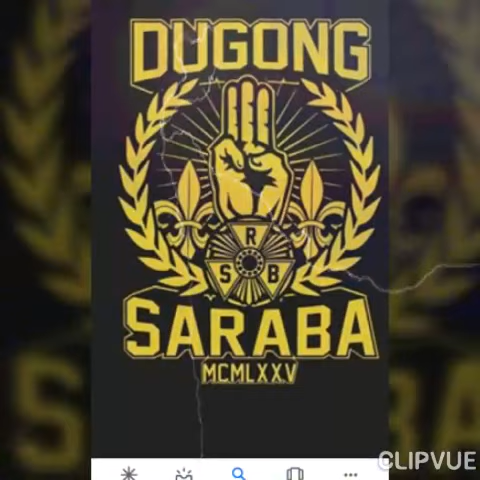 DUGONG
R
S B
SARABA
MCMLXXV
CLIPVUE